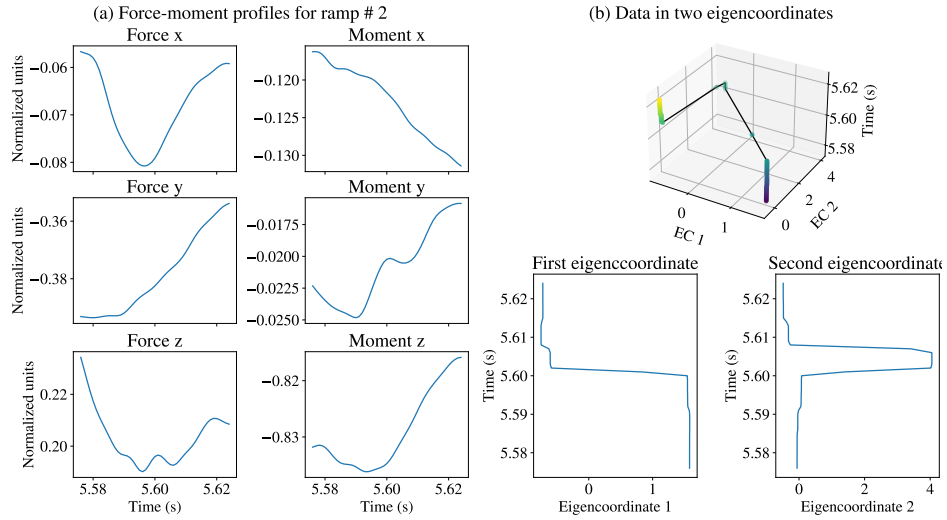 (a) Force-moment profiles for ramp # 2
(b) Data in two eigencoordinates
Force x
Moment x
Normalized units
−0.06
−0.07
−0.08
−0.120
−0.125
−0.130
Force y
Moment y
Normalized units
−0.36
−0.38
−0.0175
−0.0200
−0.0225
−0.0250
Force z
Moment z
Normalized units
0.22
0.20
−0.82
−0.83
5.58 5.60 5.62
Time (s)
5.58 5.60 5.62
Time (s)
5.62
5.60
5.58
Time (s)
4
2
0
EC 2
0 1
EC 1
First eigenccoordinate
Second eigencoordinate
Time (s)
5.62
5.61
5.60
5.59
5.58
0 1
Eigencoordinate 1
Time (s)
5.62
5.61
5.60
5.59
5.58
0 2 4
Eigencoordinate 2